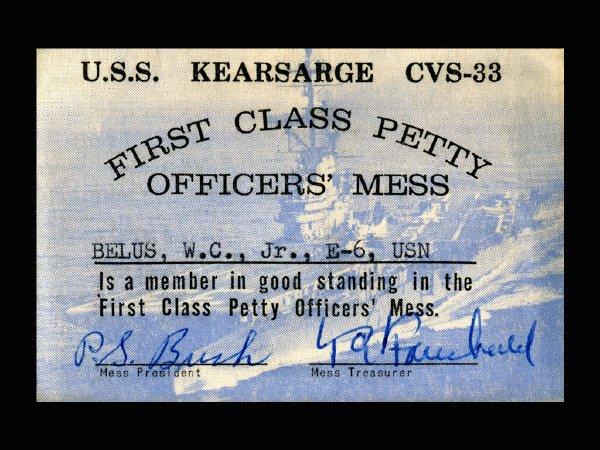 U.S.S. KEARSARGE CVS-33
FIRST CLASS PETTY
OFFICERS' MESS
BELUS, W.C., Jr., E-6, USN
Is a member in good standing in the
First Class Petty Officers' Mess.
P.S. Bush
Mess President
Mess Treasurer